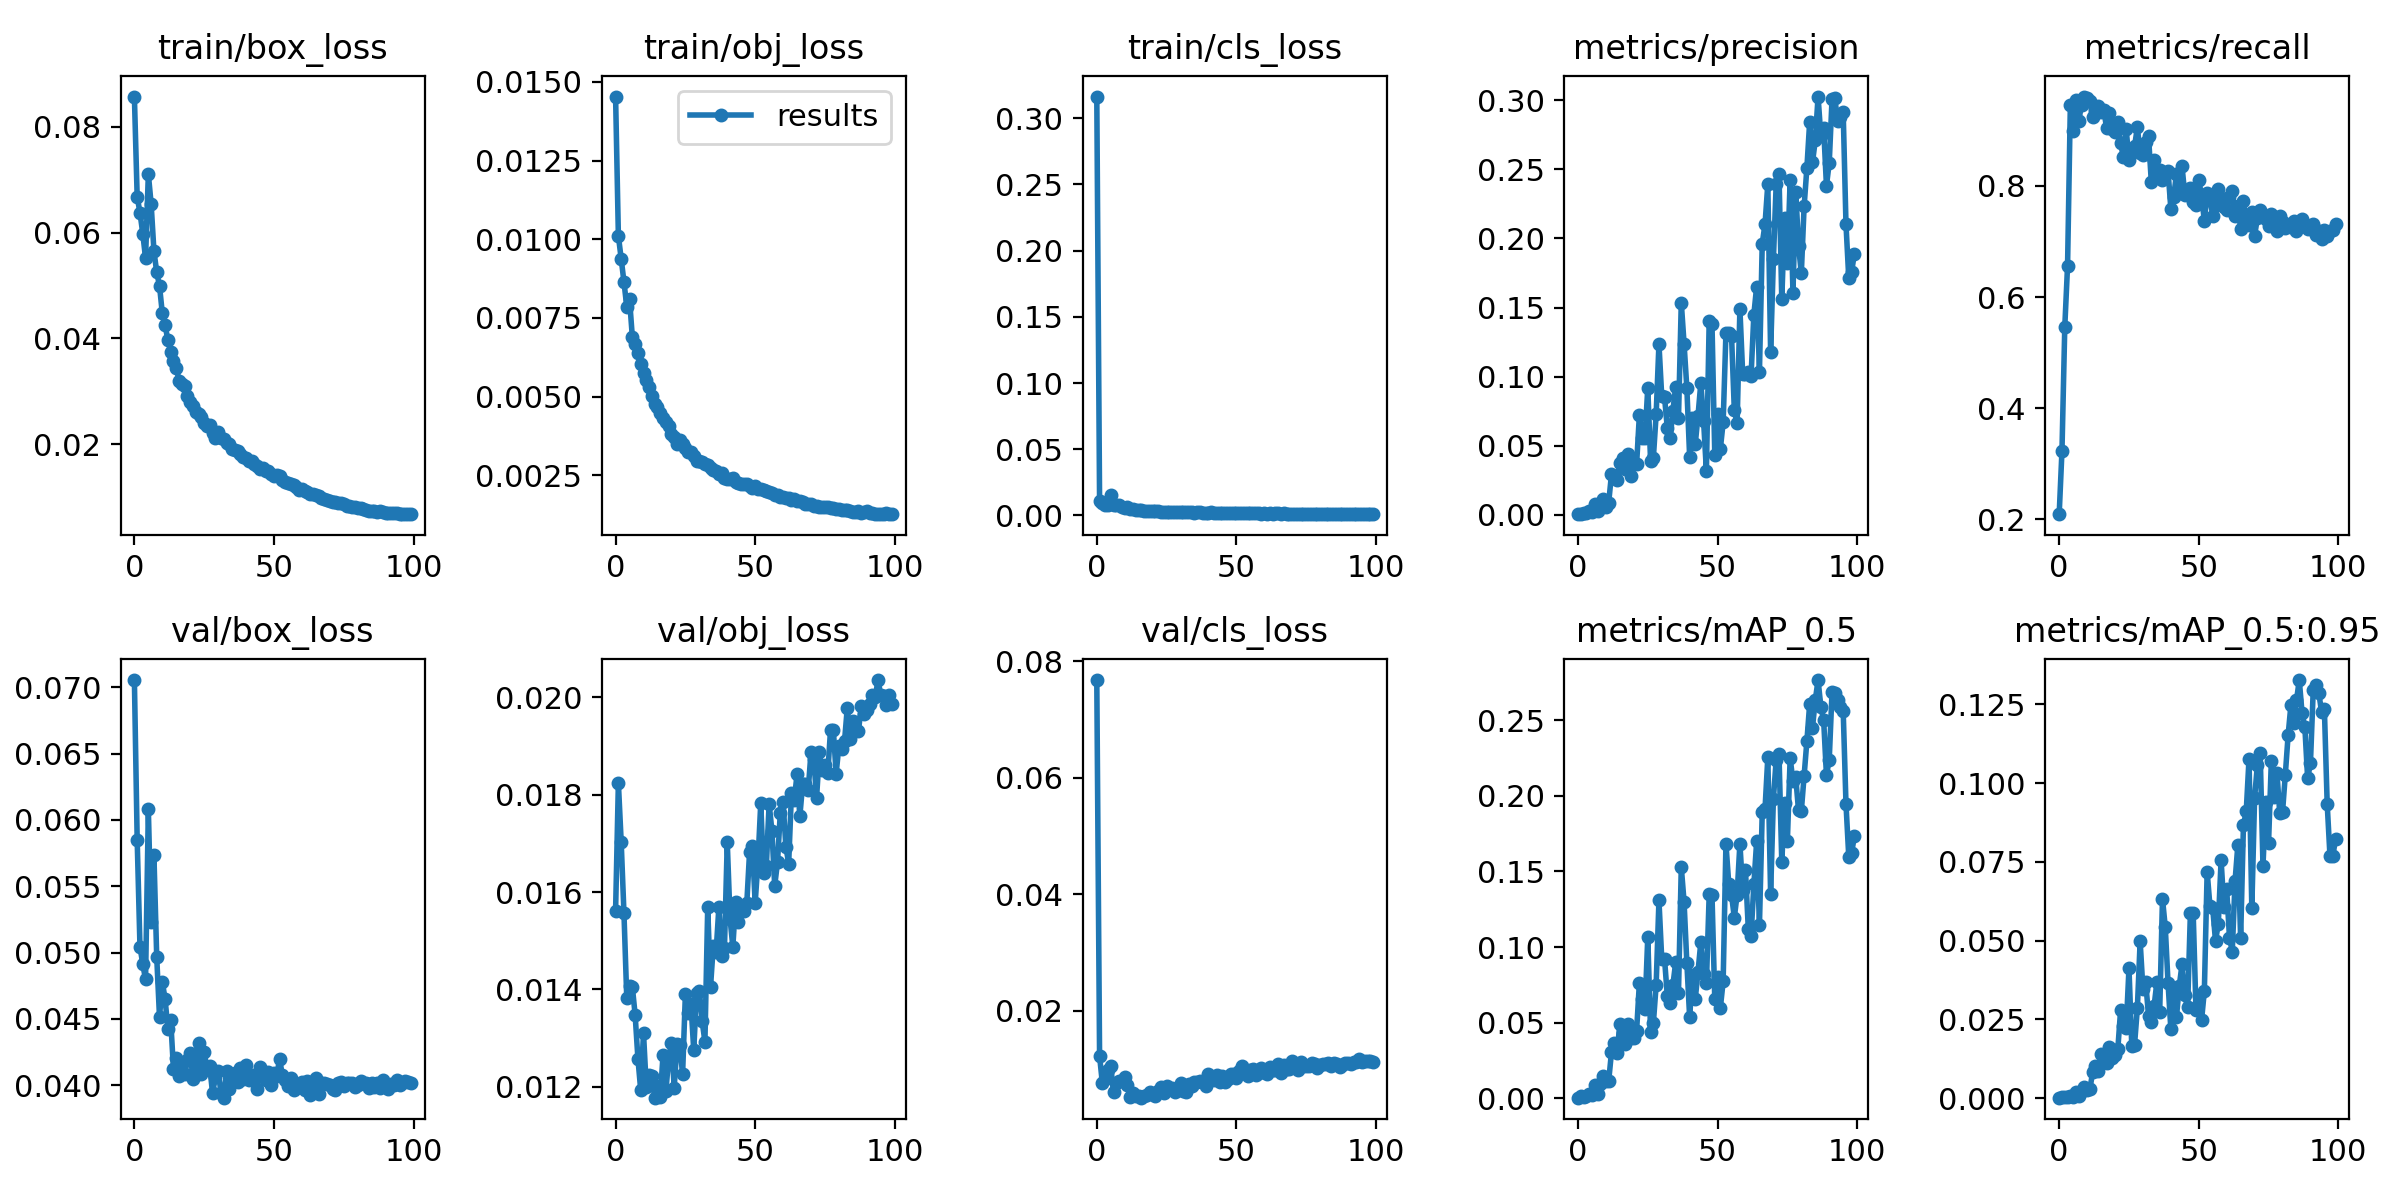 train/box_loss
0.08
0.06
0.04
0.02
0 50 100
train/obj_loss
results
0.0150
0.0125
0.0100
0.0075
0.0050
0.0025
0 50 100
train/cls_loss
0.30
0.25
0.20
0.15
0.10
0.05
0.00
0 50 100
metrics/precision
0.30
0.25
0.20
0.15
0.10
0.05
0.00
0 50 100
metrics/recall
0.8
0.6
0.4
0.2
0 50 100
val/box_loss
0.070
0.065
0.060
0.055
0.050
0.045
0.040
0 50 100
val/obj_loss
0.020
0.018
0.016
0.014
0.012
0 50 100
val/cls_loss
0.08
0.06
0.04
0.02
0 50 100
metrics/mAP_0.5
0.25
0.20
0.15
0.10
0.05
0.00
0 50 100
metrics/mAP_0.5:0.95
0.125
0.100
0.075
0.050
0.025
0.000
0 50 100